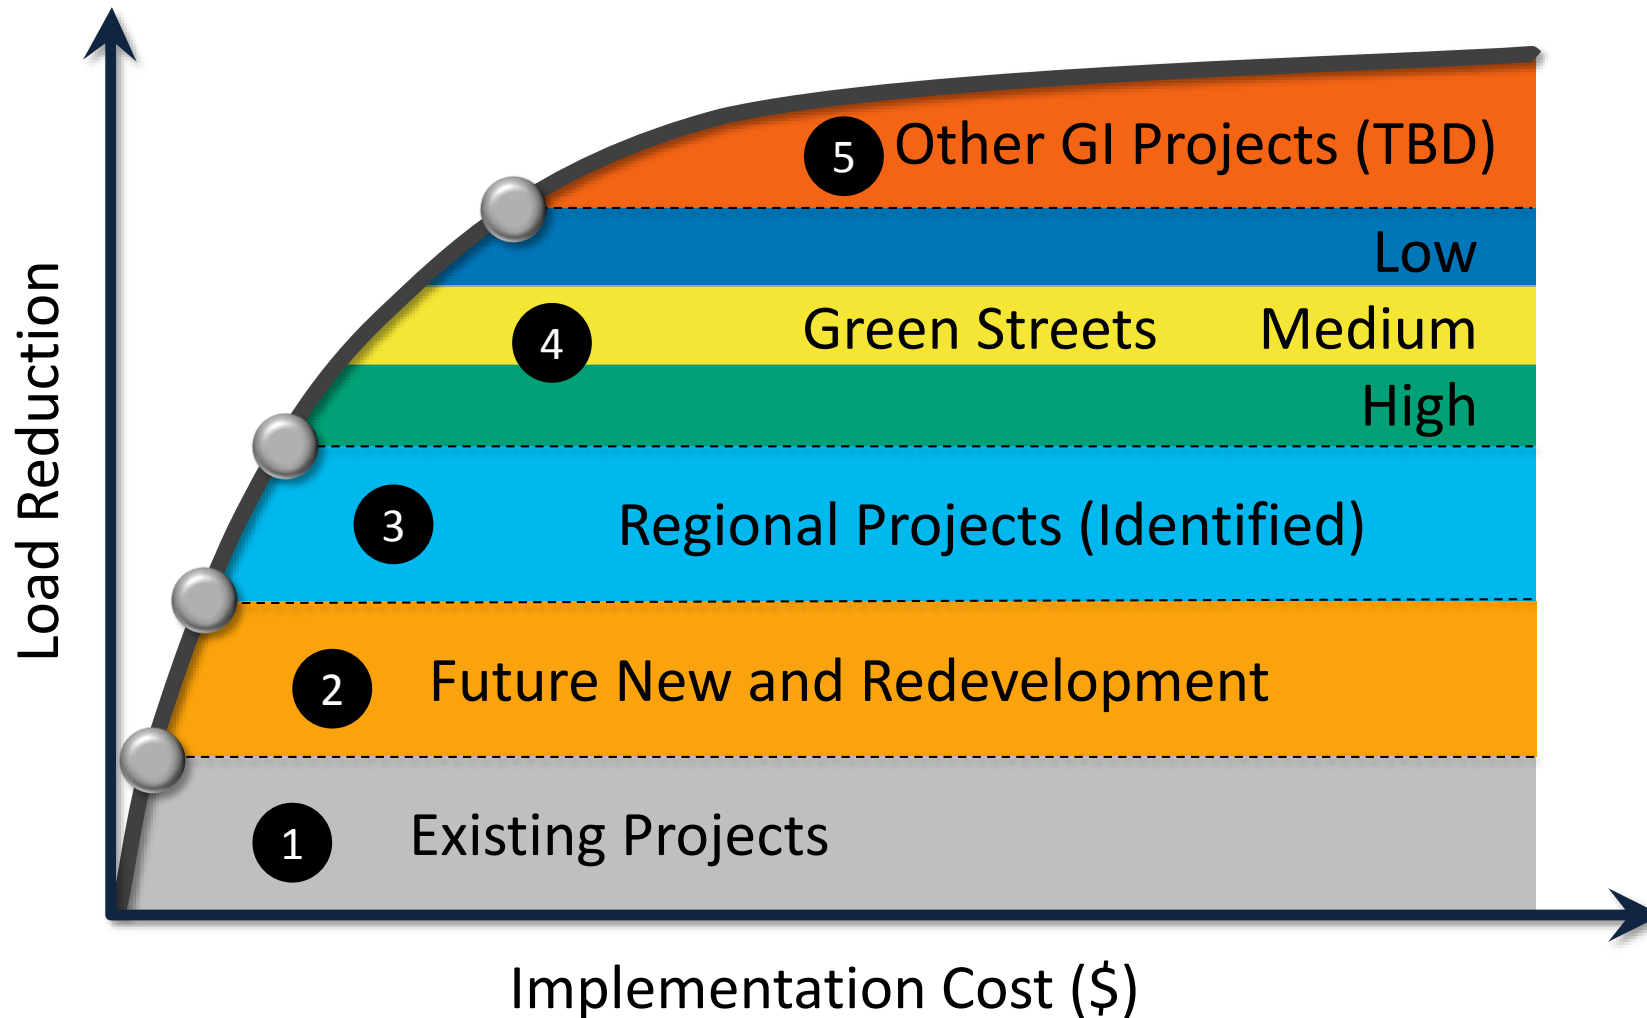 5 Other GI Projects (TBD)
Low
4 Green Streets Medium
High
3 Regional Projects (Identified)
2 Future New and Redevelopment
1 Existing Projects
Load Reduction
Implementation Cost ($)